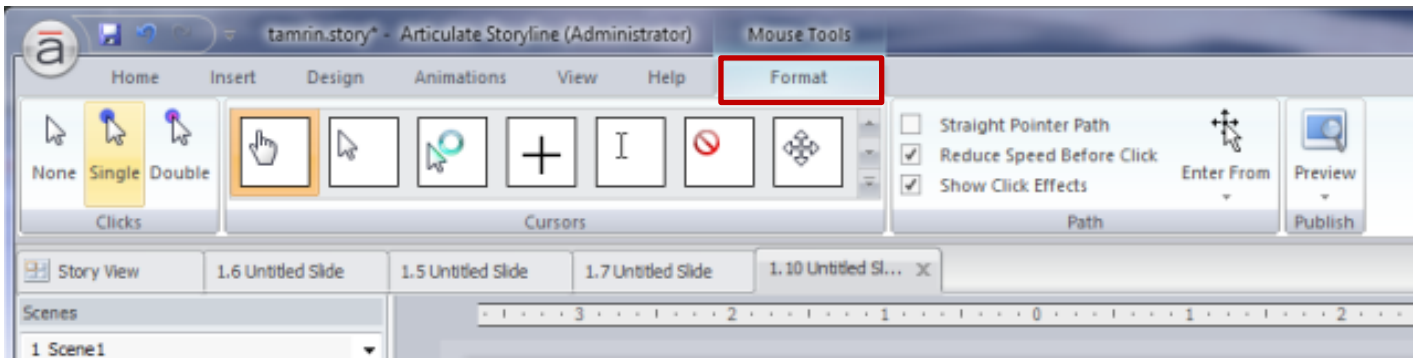 tamrin.story* - Articulate Storyline (Administrator) Mouse Tools
Home Insert Design Animations View Help Format
None Single Double
Clicks
Cursors
Straight Pointer Path
Reduce Speed Before Click
Show Click Effects
Enter From
Path
Preview
Publish
Story View 1.6 Untitled Slide 1.5 Untitled Slide 1.7 Untitled Slide 1.10 Untitled Sl...
Scenes
3 2 1 0 1 2
1 Scene1